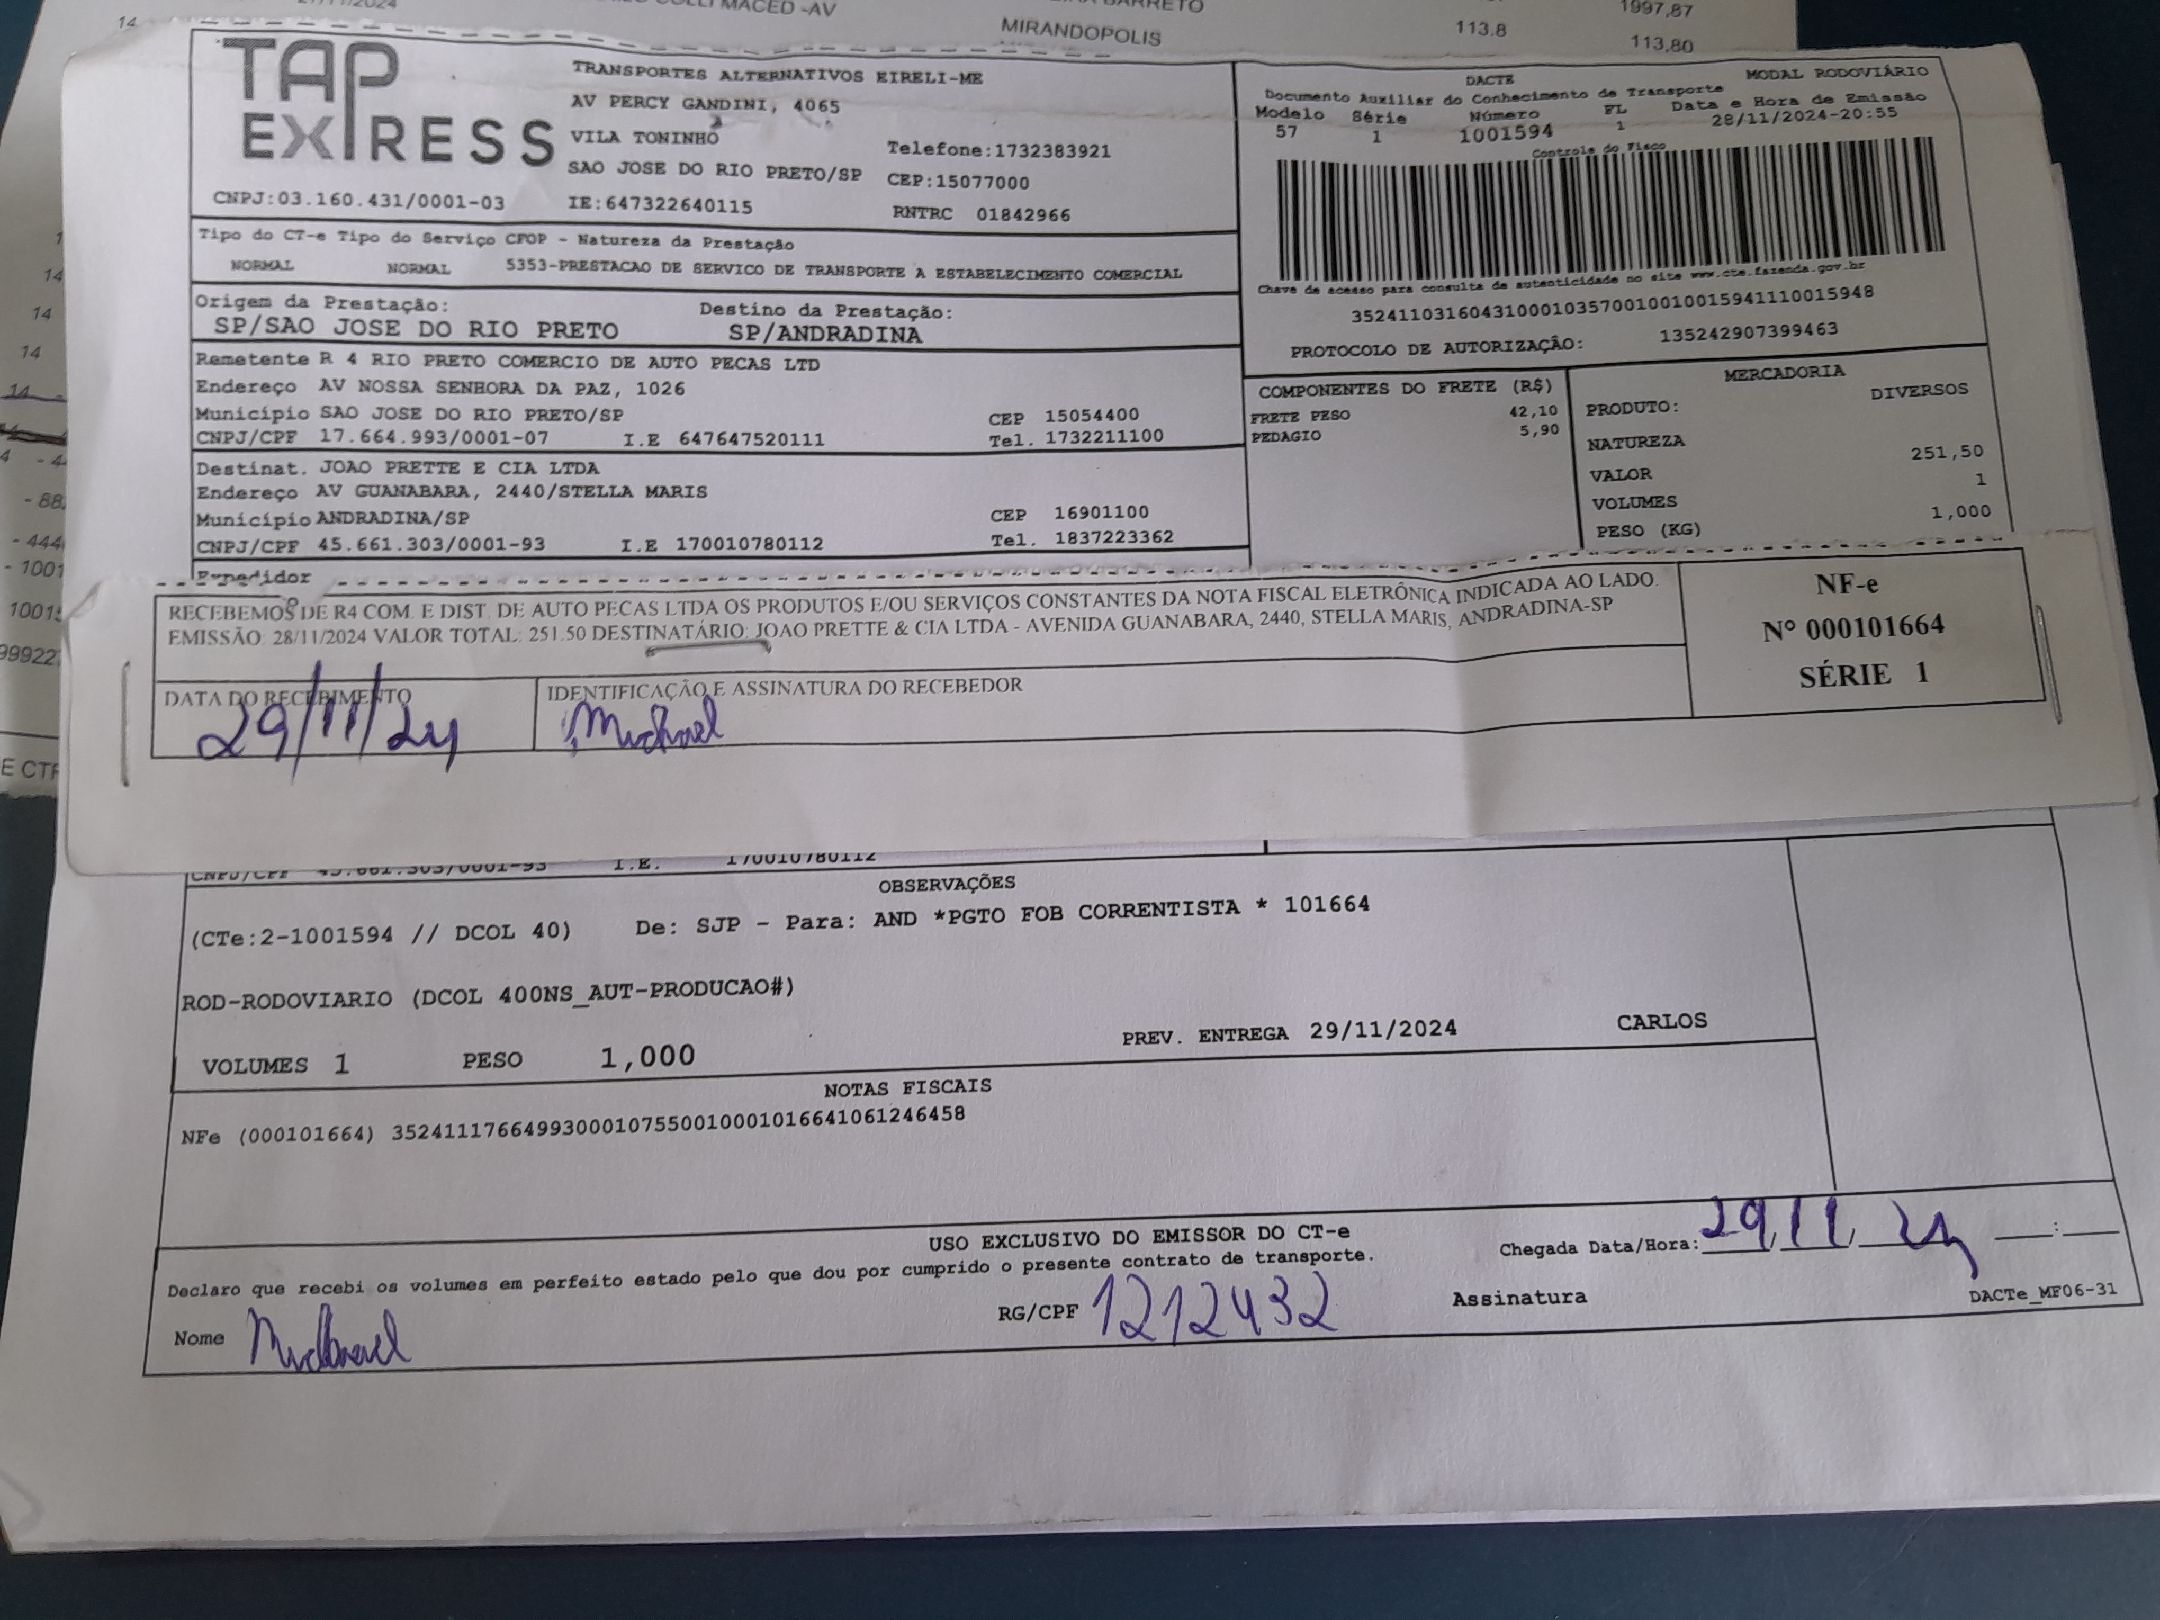 14
MACED -AV
BARRETO
1997,87
MIRANDOPOLIS
113.8
113,80
TAP
EXPRESS
TRANSPORTES ALTERNATIVOS EIRELI-ME
AV PERCY GANDINI, 4065
VILA TONINHO
Telefone:1732383921
SAO JOSE DO RIO PRETO/SP CEP:15077000
CNPJ:03.160.431/0001-03 IE:647322640115 RNTRC 01842966
DACTE MODAL RODOVIÁRIO
Documento Auxiliar do Conhecimento de Transporte
Modelo Série Número FL Data e Hora de Emissão
57 1 1001594 1 28/11/2024-20:55
Controle do Fisco
Chave de acesso para consulta de autenticidade no site www.cte.fazenda.gov.br
35241103160431000103570010010015941110015948
PROTOCOLO DE AUTORIZAÇÃO: 135242907399463
Tipo do CT-e Tipo do Serviço CFOP - Natureza da Prestação
NORMAL NORMAL 5353-PRESTACAO DE SERVICO DE TRANSPORTE A ESTABELECIMENTO COMERCIAL
Origem da Prestação: Destino da Prestação:
SP/SAO JOSE DO RIO PRETO SP/ANDRADINA
Remetente R 4 RIO PRETO COMERCIO DE AUTO PECAS LTD
Endereço AV NOSSA SENHORA DA PAZ, 1026
Município SAO JOSE DO RIO PRETO/SP CEP 15054400
CNPJ/CPF 17.664.993/0001-07 I.E 647647520111 Tel. 1732211100
Destinat. JOAO PRETTE E CIA LTDA
Endereço AV GUANABARA, 2440/STELLA MARIS
Município ANDRADINA/SP CEP 16901100
CNPJ/CPF 45.661.303/0001-93 I.E 170010780112 Tel. 1837223362
Expedidor
COMPONENTES DO FRETE (R$)
FRETE PESO 42,10
PEDAGIO 5,90
MERCADORIA
PRODUTO: DIVERSOS
NATUREZA
VALOR 251,50
VOLUMES 1
PESO (KG) 1,000
RECEBEMOS DE R4 COM. E DIST. DE AUTO PECAS LTDA OS PRODUTOS E/OU SERVIÇOS CONSTANTES DA NOTA FISCAL ELETRÔNICA INDICADA AO LADO.
EMISSÃO: 28/11/2024 VALOR TOTAL: 251.50 DESTINATÁRIO: JOAO PRETTE & CIA LTDA - AVENIDA GUANABARA, 2440, STELLA MARIS, ANDRADINA-SP
DATA DO RECEBIMENTO
29/11/24
IDENTIFICAÇÃO E ASSINATURA DO RECEBEDOR
Michael
NF-e
Nº 000101664
SÉRIE 1
CNPJ/CPF 45.661.303/0001-93 I.E. 170010780112
OBSERVAÇÕES
(CTe:2-1001594 // DCOL 40) De: SJP - Para: AND *PGTO FOB CORRENTISTA * 101664
ROD-RODOVIARIO (DCOL 400NS_AUT-PRODUCAO#)
VOLUMES 1 PESO 1,000 PREV. ENTREGA 29/11/2024 CARLOS
NOTAS FISCAIS
NFe (000101664) 35241117664993000107550010001016641061246458
USO EXCLUSIVO DO EMISSOR DO CT-e
Declaro que recebi os volumes em perfeito estado pelo que dou por cumprido o presente contrato de transporte.
Chegada Data/Hora: 29/11/24 __:__
Nome Michael RG/CPF 1212432 Assinatura
DACTe_MF06-31